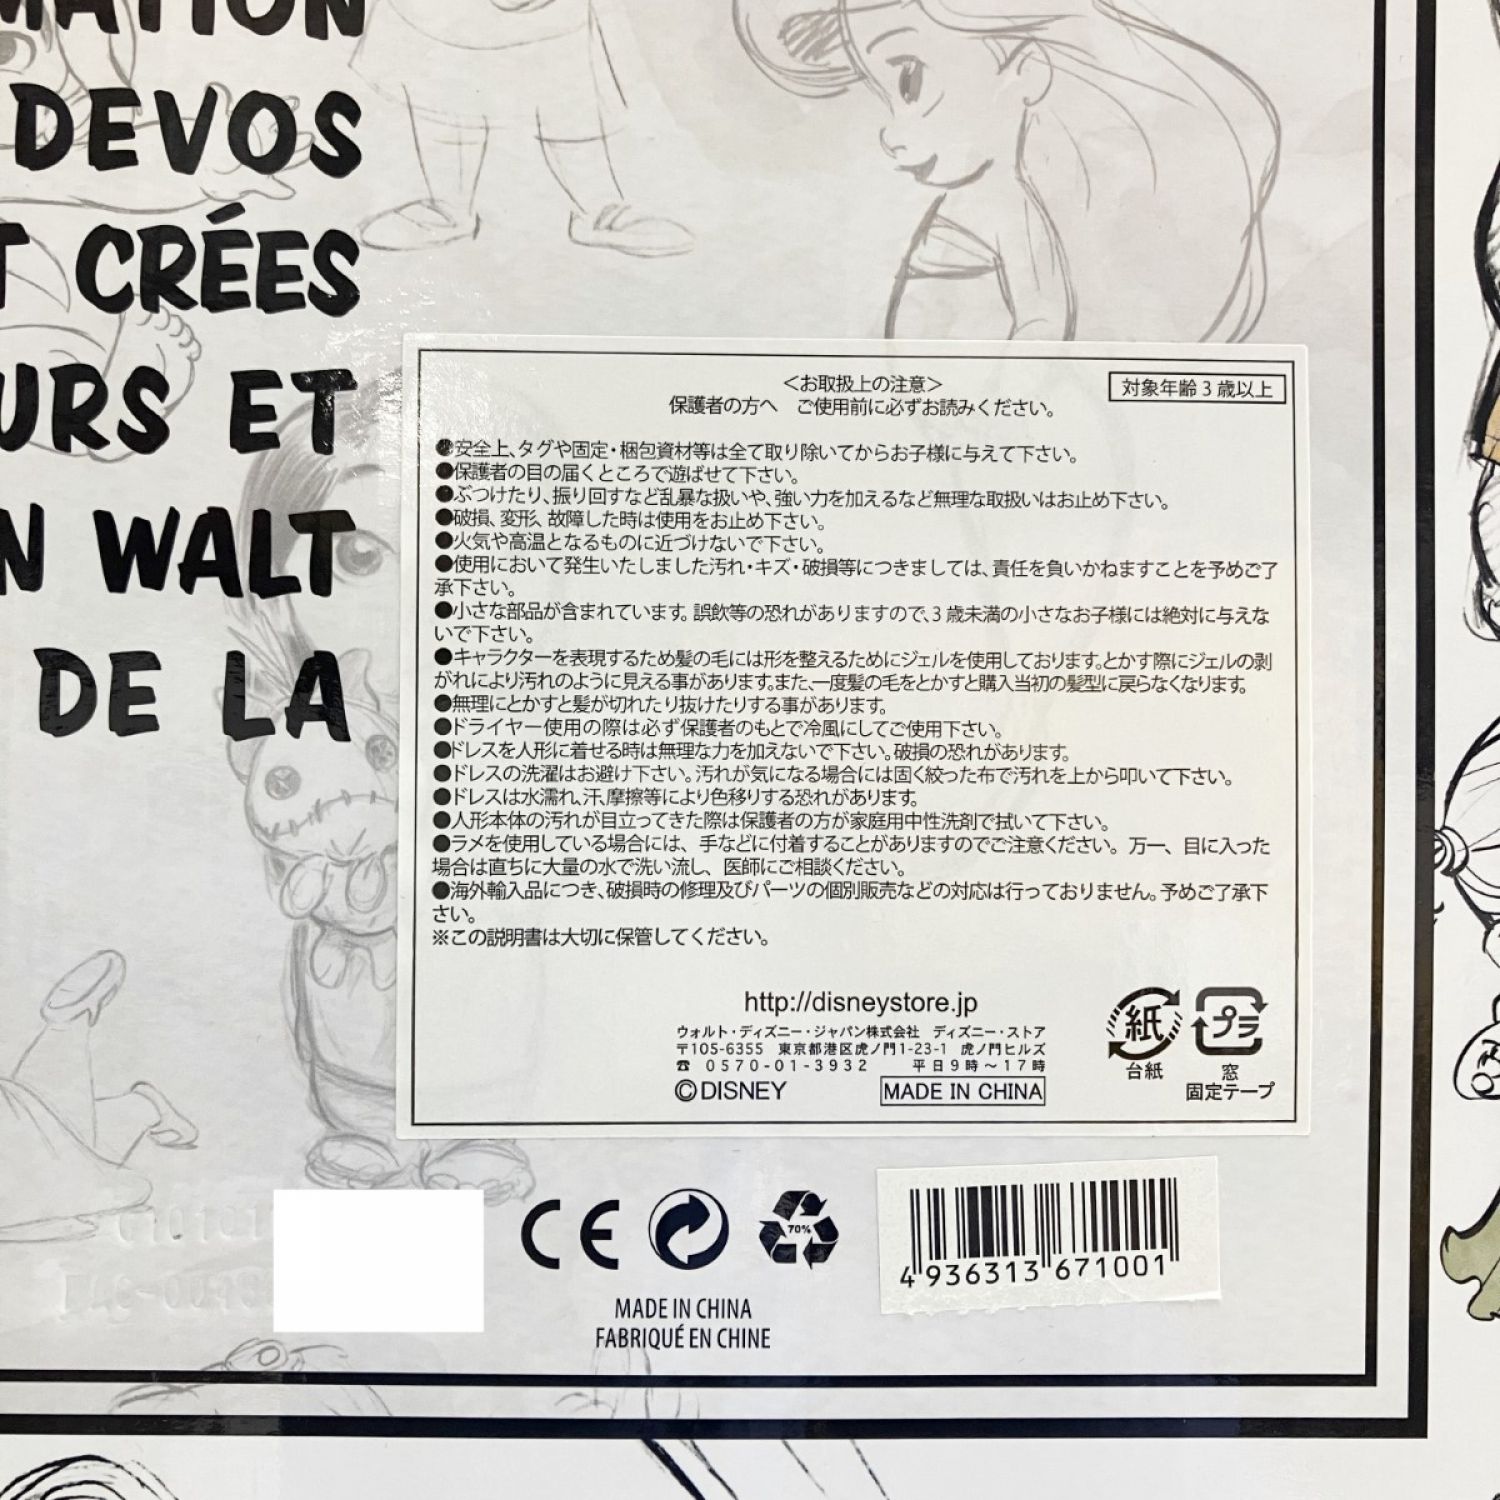 MATION
DEVOS
T CRÉES
URS ET
N WALT
DE LA
＜お取扱上の注意＞
対象年齢３歳以上
保護者の方へ　ご使用前に必ずお読みください。
●安全上、タグや固定・梱包資材等は全て取り除いてからお子様に与えて下さい。
●保護者の目の届くところで遊ばせて下さい。
●ぶつけたり、振り回すなど乱暴な扱いや、強い力を加えるなど無理な取扱いはお止め下さい。
●破損、変形、故障した時は使用をお止め下さい。
●火気や高温となるものに近づけないで下さい。
●使用において発生いたしました汚れ・キズ・破損等につきましては、責任を負いかねますことを予めご了
承下さい。
●小さな部品が含まれています。誤飲等の恐れがありますので、３歳未満の小さなお子様には絶対に与えな
いで下さい。
●キャラクターを表現するため髪の毛には形を整えるためにジェルを使用しております。とかす際にジェルの剥
がれにより汚れのように見える事があります。また、一度髪の毛をとかすと購入当初の髪型に戻らなくなります。
●無理にとかすと髪が切れたり抜けたりする事があります。
●ドライヤー使用の際は必ず保護者のもとで冷風にしてご使用下さい。
●ドレスを人形に着せる時は無理な力を加えないで下さい。破損の恐れがあります。
●ドレスの洗濯はお避け下さい。汚れが気になる場合には固く絞った布で汚れを上から叩いて下さい。
●ドレスは水濡れ、汗、摩擦等により色移りする恐れがあります。
●人形本体の汚れが目立ってきた際は保護者の方が家庭用中性洗剤で拭いて下さい。
●ラメを使用している場合には、手などに付着することがありますのでご注意ください。万一、目に入った
場合は直ちに大量の水で洗い流し、医師にご相談ください。
●海外輸入品につき、破損時の修理及びパーツの個別販売などの対応は行っておりません。予めご了承下
さい。
※この説明書は大切に保管してください。
http://disneystore.jp
ウォルト・ディズニー・ジャパン株式会社　ディズニー・ストア
〒105-6355　東京都港区虎ノ門1-23-1　虎ノ門ヒルズ
☎ 0570-01-3932　平日９時～１７時
©DISNEY MADE IN CHINA
紙 プラ
台紙 窓
固定テープ
CE 70%
4 936313 671001
MADE IN CHINA
FABRIQUÉ EN CHINE